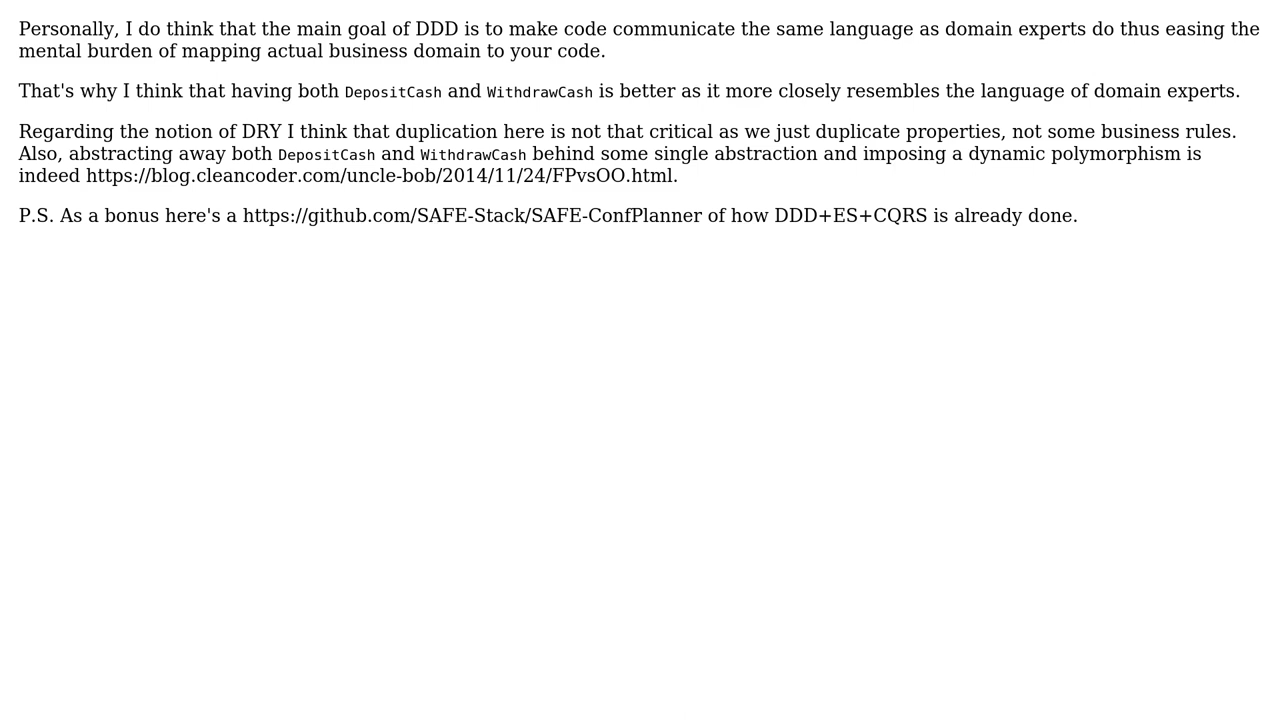 Personally, I do think that the main goal of DDD is to make code communicate the same language as domain experts do thus easing the
mental burden of mapping actual business domain to your code.
That's why I think that having both DepositCash and WithdrawCash is better as it more closely resembles the language of domain experts.
Regarding the notion of DRY I think that duplication here is not that critical as we just duplicate properties, not some business rules.
Also, abstracting away both DepositCash and WithdrawCash behind some single abstraction and imposing a dynamic polymorphism is
indeed https://blog.cleancoder.com/uncle-bob/2014/11/24/FPvsOO.html.
P.S. As a bonus here's a https://github.com/SAFE-Stack/SAFE-ConfPlanner of how DDD+ES+CQRS is already done.